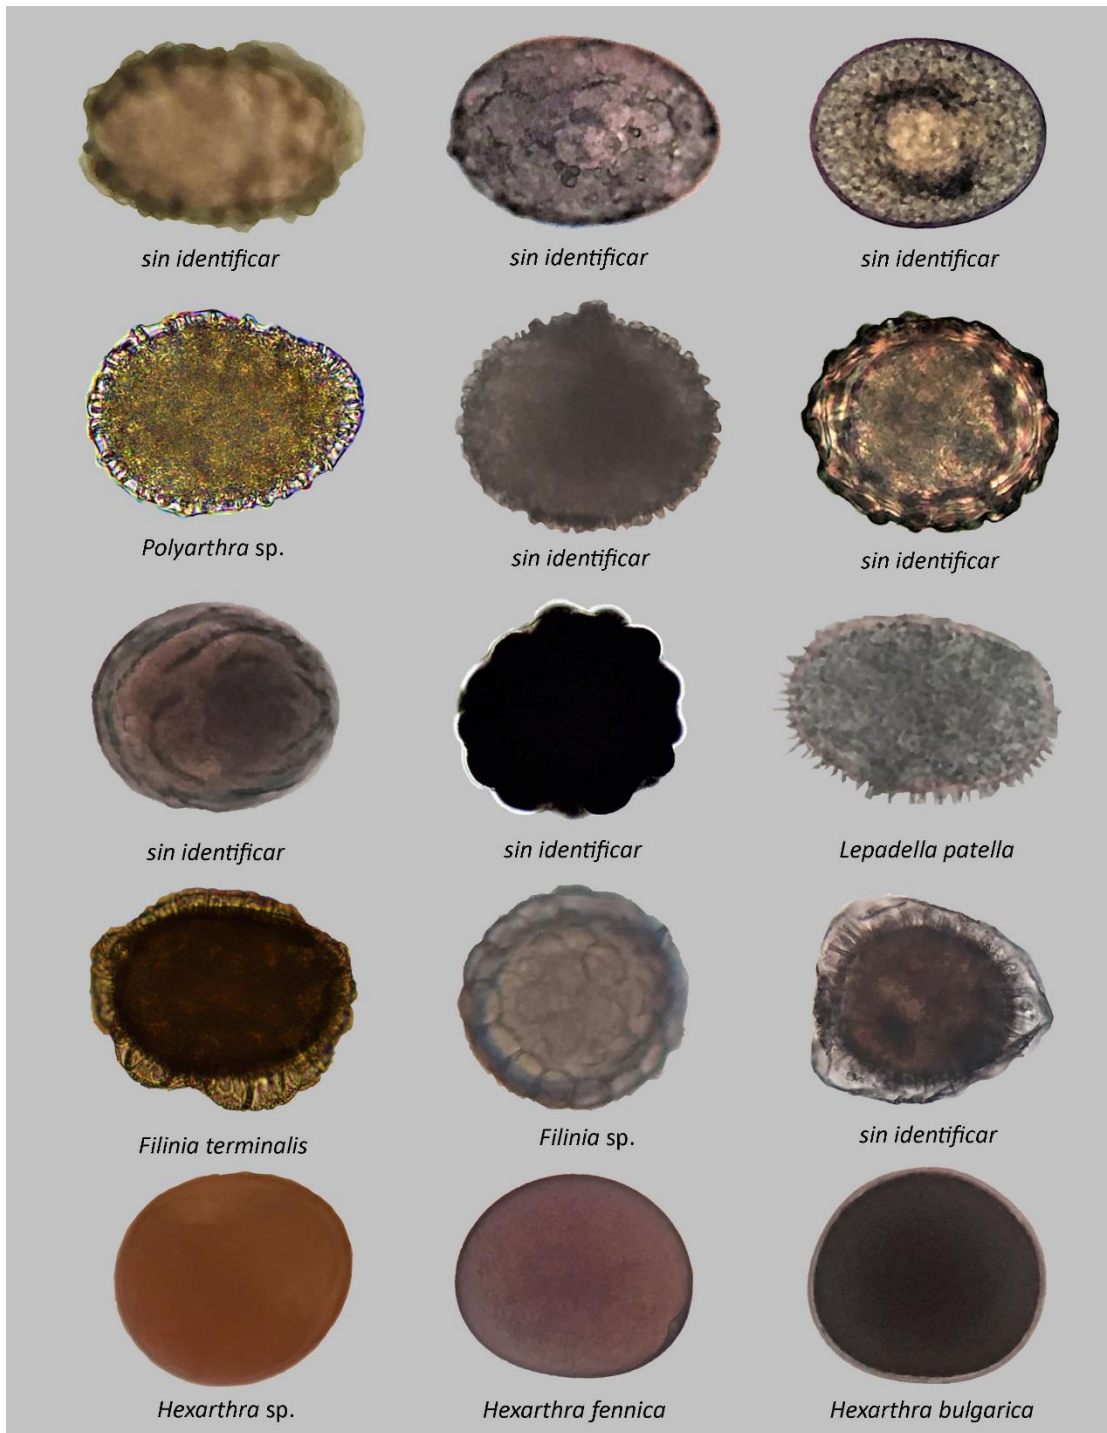 sin identificar
sin identificar
sin identificar
Polyarthra sp.
sin identificar
sin identificar
sin identificar
sin identificar
Lepadella patella
Filinia terminalis
Filinia sp.
sin identificar
Hexarthra sp.
Hexarthra fennica
Hexarthra bulgarica